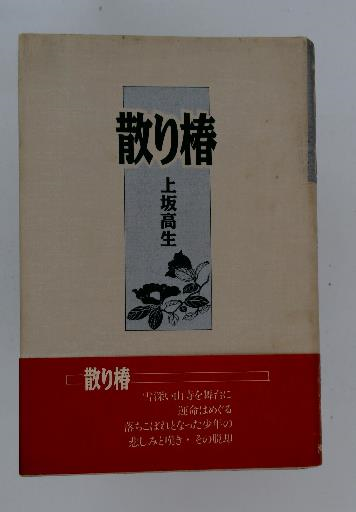 散り椿
上坂高生
散り椿
雪深い山寺を舞台に
運命はめぐる
落ちこぼれとなった少年の
悲しみと嘆き・その脱却